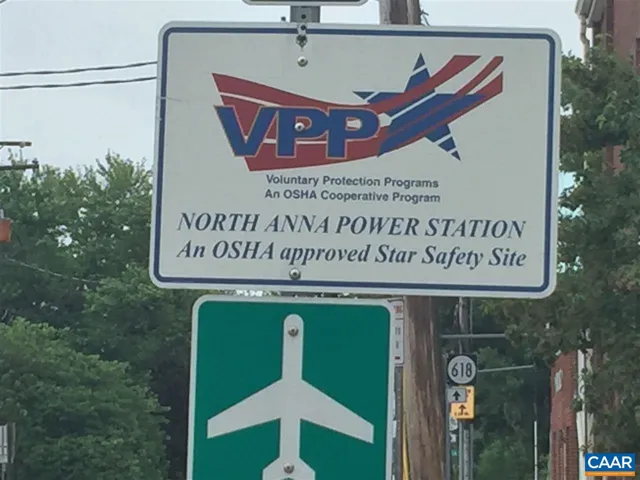 VPP
Voluntary Protection Programs
An OSHA Cooperative Program
NORTH ANNA POWER STATION
An OSHA approved Star Safety Site
618
CAAR